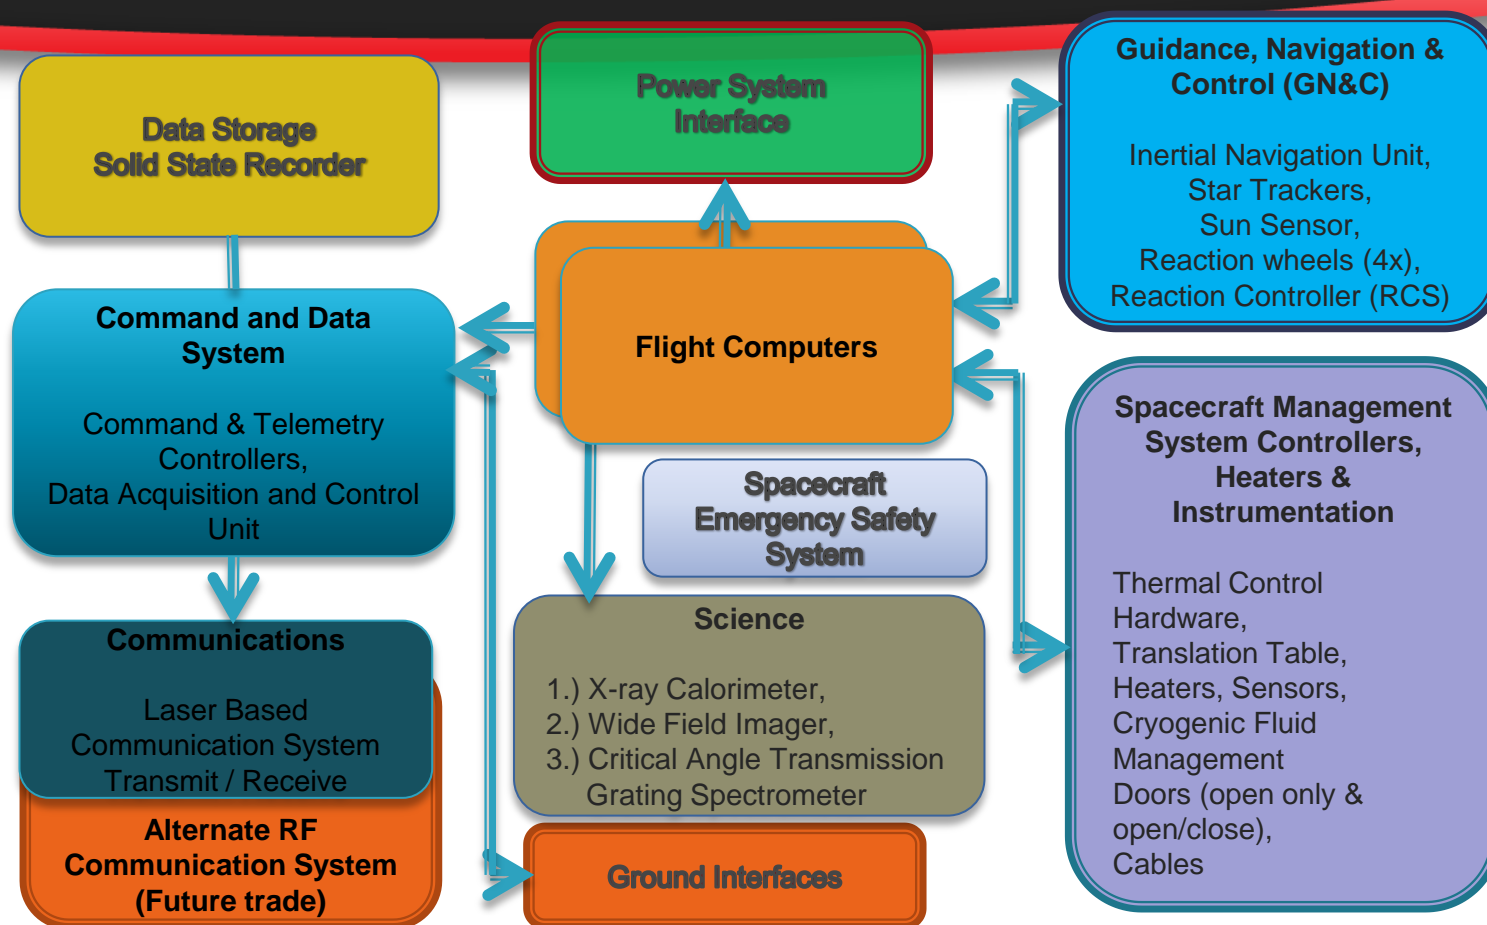 Data Storage
Solid State Recorder
Power System
Interface
Guidance, Navigation &
Control (GN&C)
Inertial Navigation Unit,
Star Trackers,
Sun Sensor,
Reaction wheels (4x),
Reaction Controller (RCS)
Command and Data
System
Command & Telemetry
Controllers,
Data Acquisition and Control
Unit
Flight Computers
Spacecraft
Emergency Safety
System
Spacecraft Management
System Controllers,
Heaters &
Instrumentation
Thermal Control
Hardware,
Translation Table,
Heaters, Sensors,
Cryogenic Fluid
Management
Doors (open only &
open/close),
Cables
Communications
Laser Based
Communication System
Transmit / Receive
Alternate RF
Communication System
(Future trade)
Science
1.) X-ray Calorimeter,
2.) Wide Field Imager,
3.) Critical Angle Transmission
Grating Spectrometer
Ground Interfaces